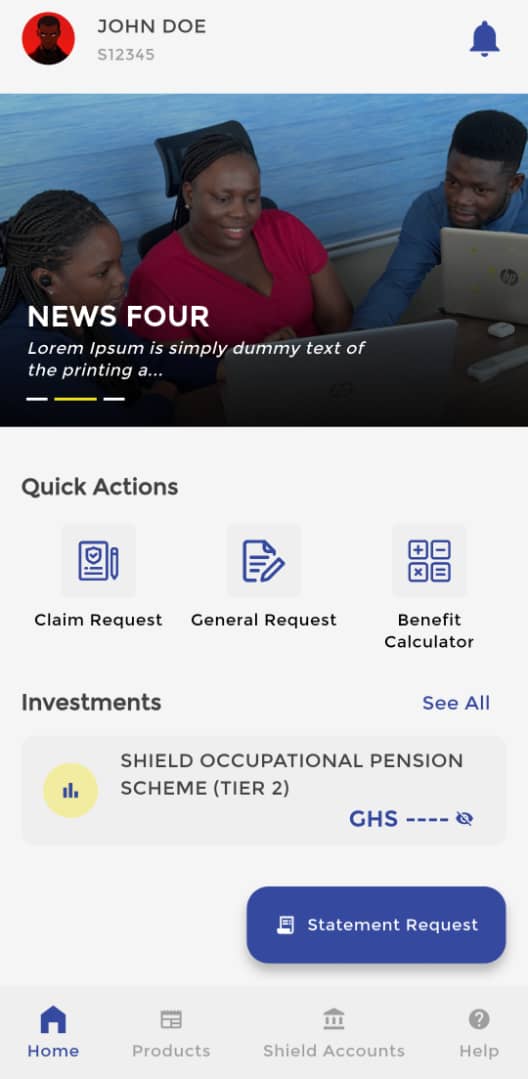 JOHN DOE
S12345
NEWS FOUR
Lorem Ipsum is simply dummy text of
the printing a...
Quick Actions
Claim Request
General Request
Benefit
Calculator
Investments
See All
SHIELD OCCUPATIONAL PENSION
SCHEME (TIER 2)
GHS ----
Statement Request
Home
Products
Shield Accounts
Help